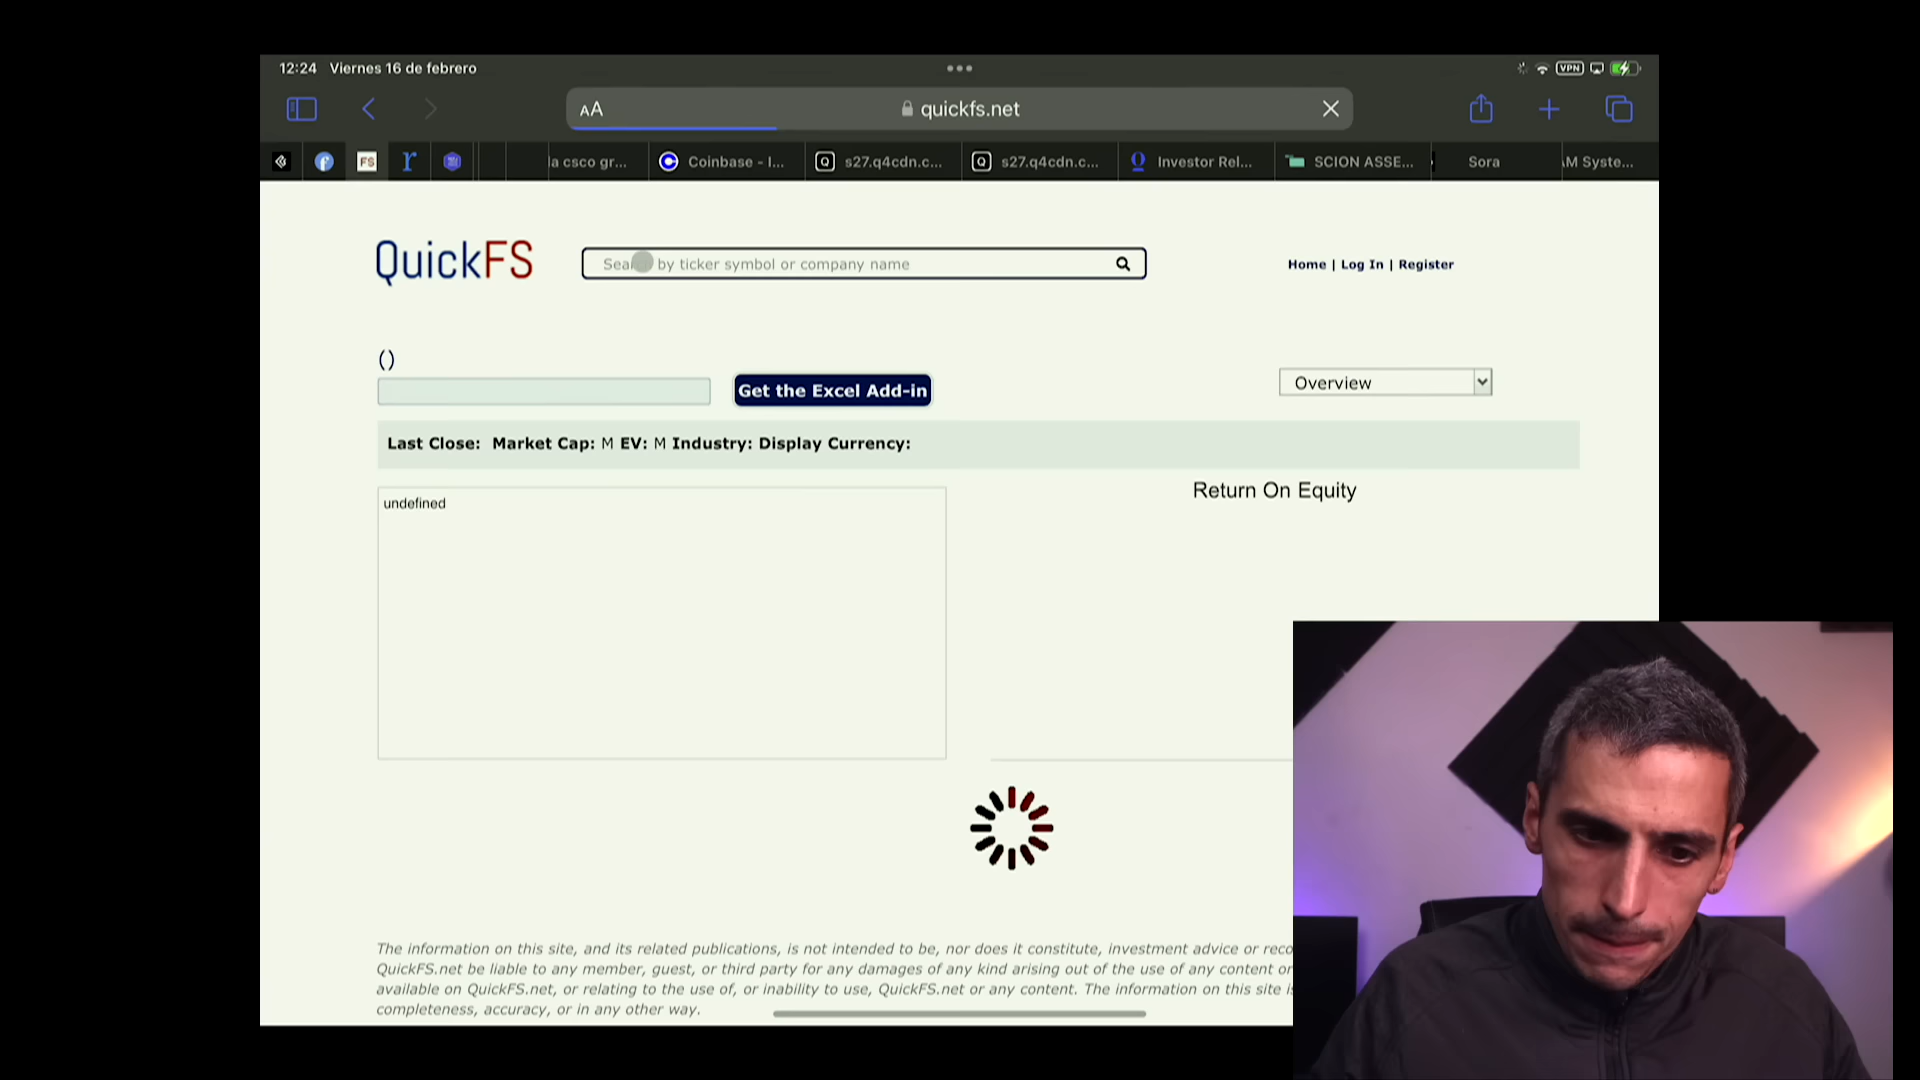 12:24 Viernes 16 de febrero
VPN
AA quickfs.net
FS r a csco gr... Coinbase - I... s27.q4cdn.c... s27.q4cdn.c... Investor Rel... SCION ASSE... Sora M Syste...
QuickFS
Sear by ticker symbol or company name
Home | Log In | Register
()
Get the Excel Add-in
Overview
Last Close: Market Cap: M EV: M Industry: Display Currency:
undefined
Return On Equity
The information on this site, and its related publications, is not intended to be, nor does it constitute, investment advice or reco
QuickFS.net be liable to any member, guest, or third party for any damages of any kind arising out of the use of any content or
available on QuickFS.net, or relating to the use of, or inability to use, QuickFS.net or any content. The information on this site is
completeness, accuracy, or in any other way.